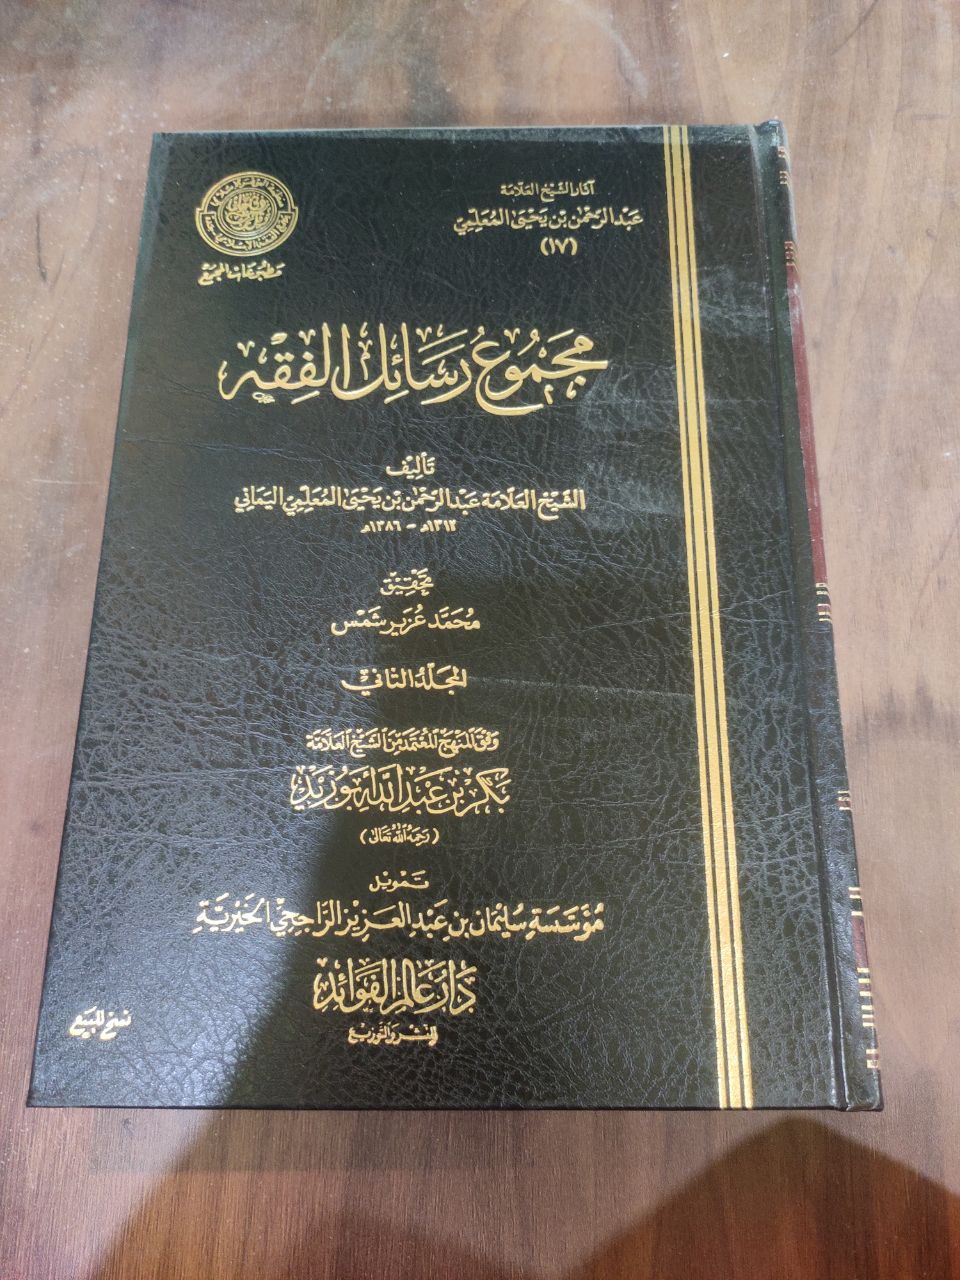 آثار الشيخ العلامة
عبد الرحمن بن يحيى المعلمي
(١٧)
مطبوعات المجمع
مجموع رسائل الفقه
تأليف
الشيخ العلامة عبد الرحمن بن يحيى المعلمي اليماني
١٣١٢هـ - ١٣٨٦هـ
تحقيق
محمد عزير شمس
المجلد الثاني
وفق المنهج المعتمد من الشيخ العلامة
بكر بن عبد الله أبو زيد
(رحمه الله تعالى)
تمويل
مؤسسة سليمان بن عبد العزيز الراجحي الخيرية
دار عالم الفوائد
للنشر والتوزيع
نسخ للبيع